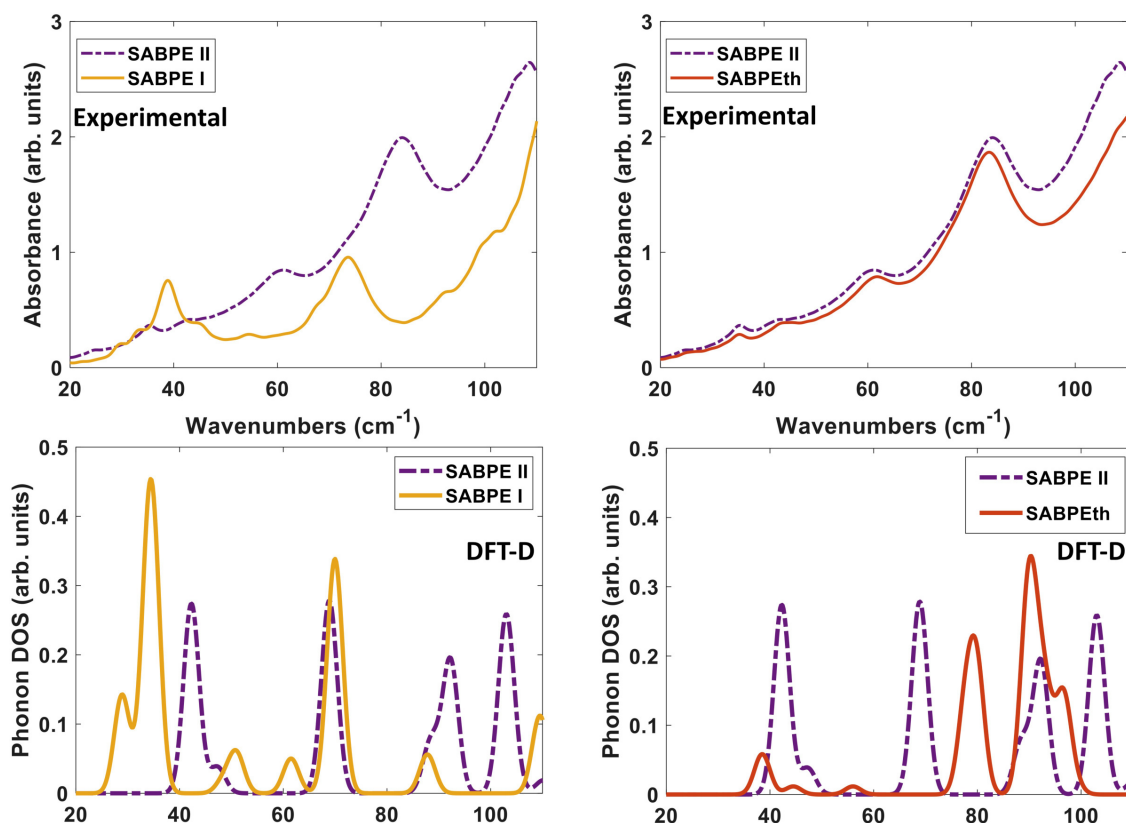 3
2
1
0
Absorbance (arb. units)
SABPE II
SABPE I
Experimental
20 40 60 80 100
Wavenumbers (cm-1)
3
2
1
0
Absorbance (arb. units)
SABPE II
SABPEth
Experimental
20 40 60 80 100
Wavenumbers (cm-1)
0.5
0.4
0.3
0.2
0.1
0
Phonon DOS (arb. units)
SABPE II
SABPE I
DFT-D
20 40 60 80 100
0.5
0.4
0.3
0.2
0.1
0
Phonon DOS (arb. units)
SABPE II
SABPEth
DFT-D
20 40 60 80 100